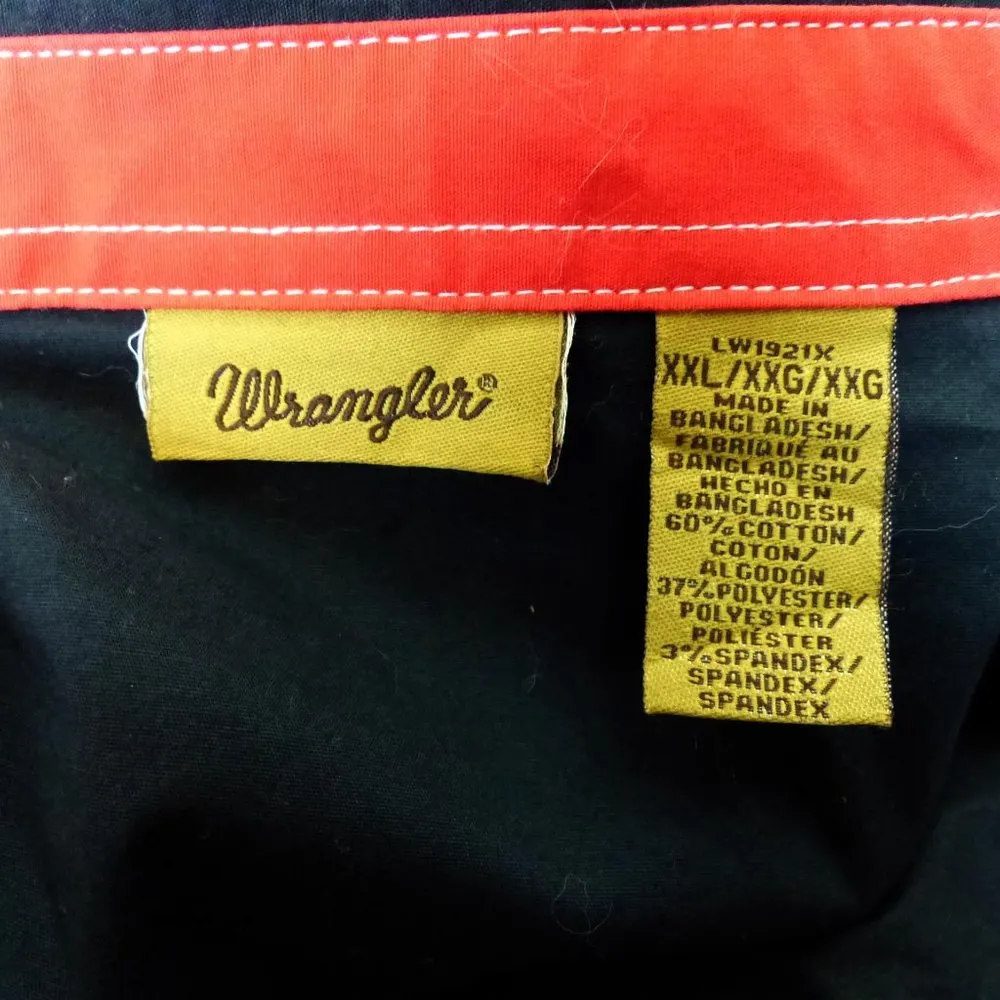 Wrangler®
LW1921X
XXL/XXG/XXG
MADE IN
BANGLADESH/
FABRIQUÉ AU
BANGLADESH/
HECHO EN
BANGLADESH
60% COTTON/
COTON/
ALGODÓN
37% POLYESTER/
POLYESTER/
POLIÉSTER
3% SPANDEX/
SPANDEX/
SPANDEX